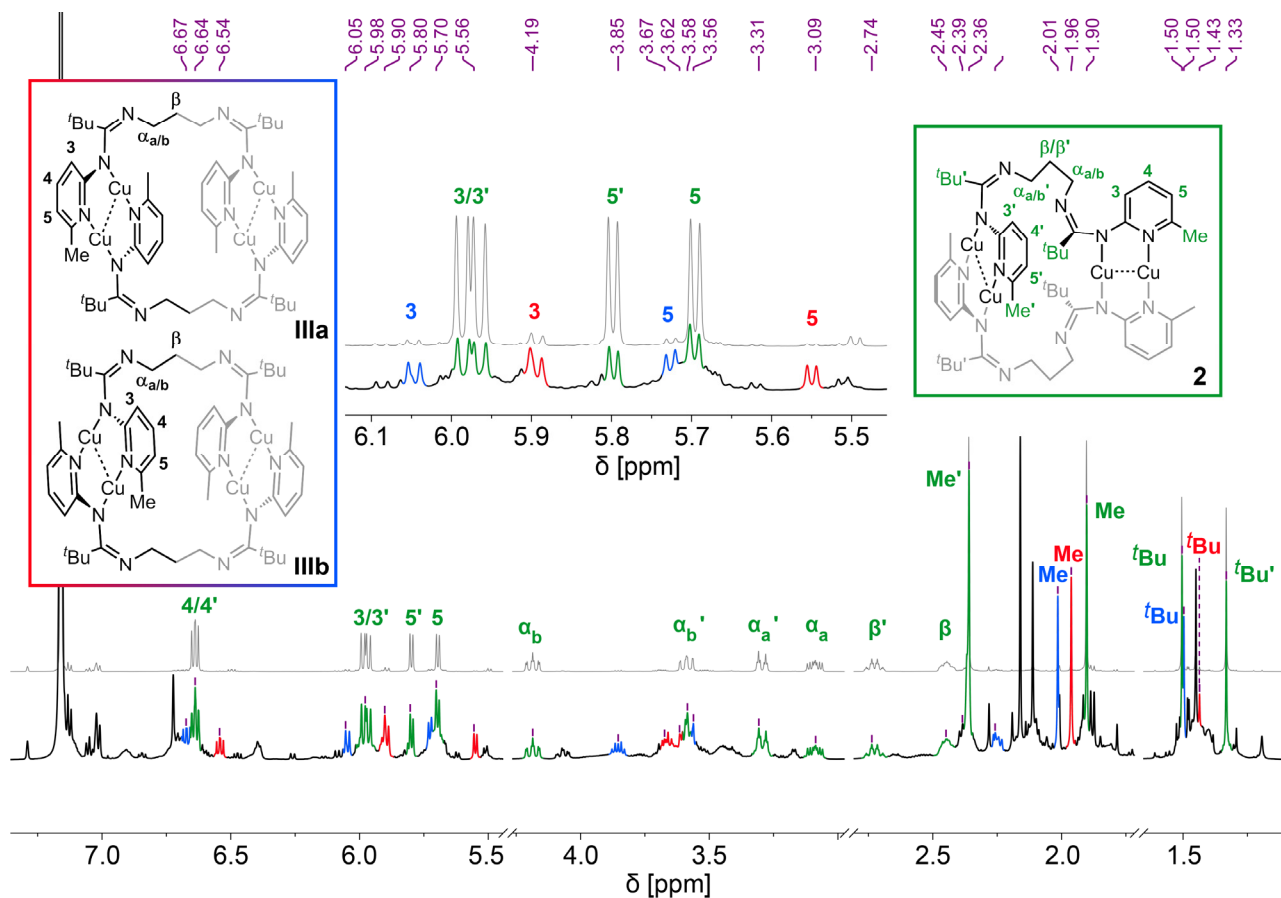 6.67 6.64 6.54 6.05 5.98 5.90 5.80 5.70 5.56 4.19 3.85 3.67 3.62 3.58 3.56 3.31 3.09 2.74 2.45 2.39 2.36 2.01 1.96 1.90 1.50 1.50 1.43 1.33
β
tBu N N tBu
αa/b
3 N N
4 Cu Cu
5 N N N N
Cu Cu
Me N N
tBu N N tBu
IIIa
β
tBu N N tBu
αa/b
N 3 N
Cu 4 Cu
N N 5 N N
Cu Cu
N Me N
tBu N N tBu
IIIb
3/3' 5' 5
3 3 5 5
6.1 6.0 5.9 5.8 5.7 5.6 5.5
δ [ppm]
β/β'
tBu' N αa/b 4
αa/b' 3 5
N 3' N N N
Cu 4' tBu Me
N N 5' Cu Cu
Cu Me' tBu
N N N N
tBu' N
2
Me' Me
Me Me
tBu tBu tBu'
tBu
4/4' 3/3' 5' 5 αb αb' αa' αa β' β
7.0 6.5 6.0 5.5 4.0 3.5 2.5 2.0 1.5
δ [ppm]